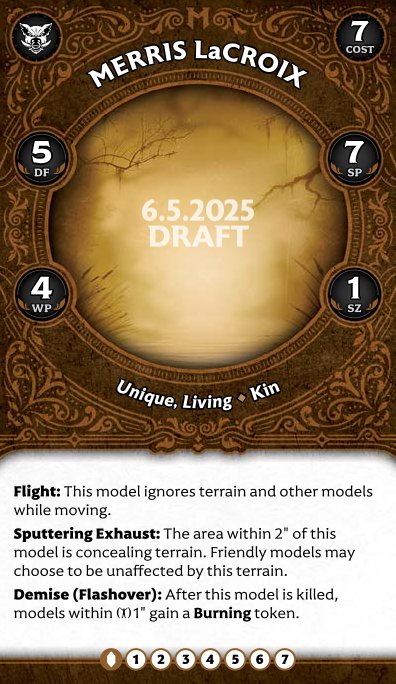 7
COST
MERRIS LaCROIX
5
DF
7
SP
6.5.2025
DRAFT
4
WP
1
SZ
Unique, Living ♦ Kin
Flight: This model ignores terrain and other models
while moving.
Sputtering Exhaust: The area within 2" of this
model is concealing terrain. Friendly models may
choose to be unaffected by this terrain.
Demise (Flashover): After this model is killed,
models within 1" gain a Burning token.
1 2 3 4 5 6 7